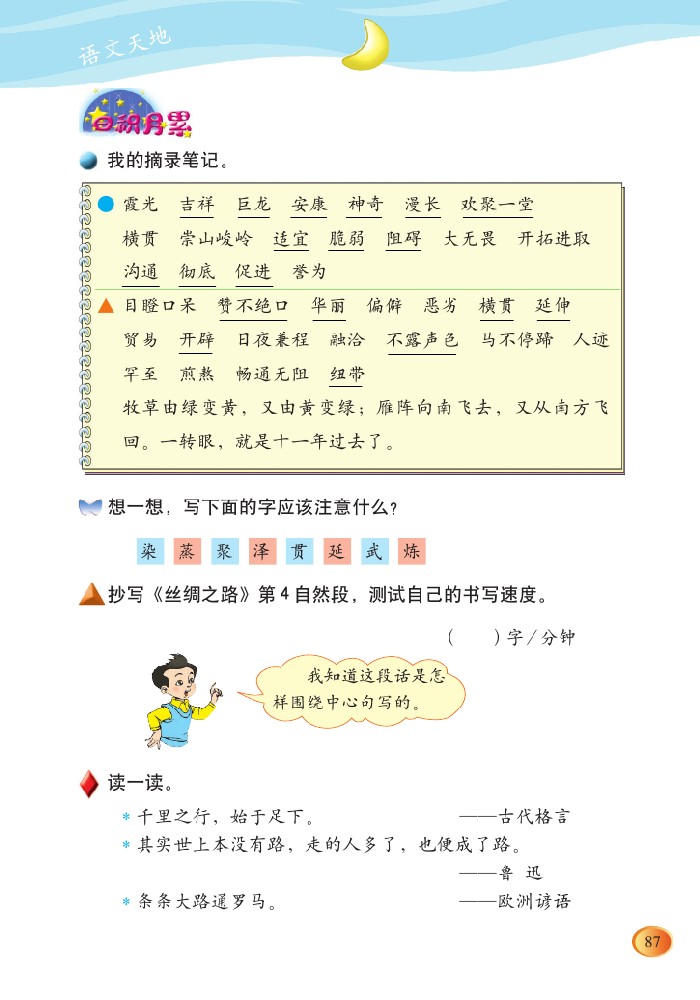 语文天地
日积月累
我的摘录笔记。
霞光 吉祥 巨龙 安康 神奇 漫长 欢聚一堂
横贯 崇山峻岭 适宜 脆弱 阻碍 大无畏 开拓进取
沟通 彻底 促进 誉为
目瞪口呆 赞不绝口 华丽 偏僻 恶劣 横贯 延伸
贸易 开辟 日夜兼程 融洽 不露声色 马不停蹄 人迹
罕至 煎熬 畅通无阻 纽带
牧草由绿变黄，又由黄变绿；雁阵向南飞去，又从南方飞
回。一转眼，就是十一年过去了。
想一想，写下面的字应该注意什么？
染 蒸 聚 泽 贯 延 武 炼
抄写《丝绸之路》第4自然段，测试自己的书写速度。
（　　）字/分钟
我知道这段话是怎
样围绕中心句写的。
读一读。
* 千里之行，始于足下。 ——古代格言
* 其实世上本没有路，走的人多了，也便成了路。
——鲁 迅
* 条条大路通罗马。 ——欧洲谚语
87